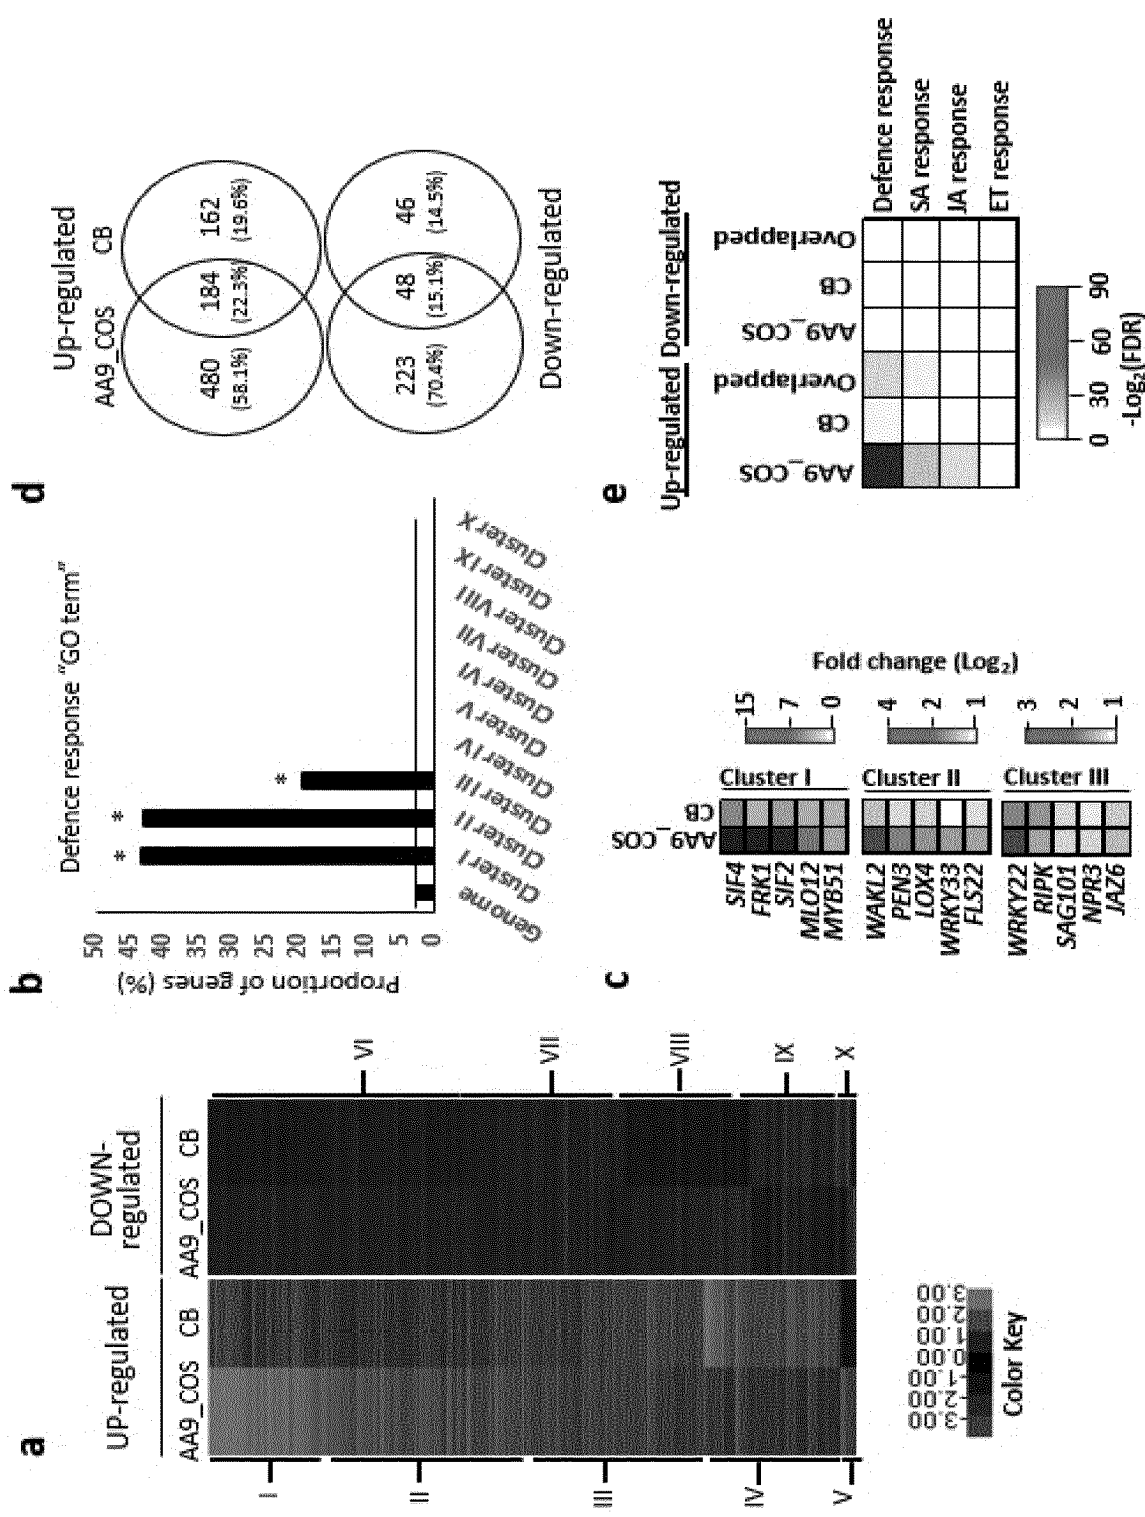 a
UP-regulated
DOWN-
regulated
AA9_COS
CB
AA9_COS
CB
I
II
III
IV
V
VI
VII
VIII
IX
X
-3.00
-2.00
-1.00
0.00
1.00
2.00
3.00
Color Key
b
Defence response "GO term"
Proportion of genes (%)
50
45
40
35
30
25
20
15
10
5
0
*
*
*
Genome
Cluster I
Cluster II
Cluster III
Cluster IV
Cluster V
Cluster VI
Cluster VII
Cluster VIII
Cluster IX
Cluster X
c
AA9_COS
CB
SIF4
FRK1
SIF2
MLO12
MYB51
Cluster I
WAKL2
PEN3
LOX4
WRKY33
FLS22
Cluster II
WRKY22
RIPK
SAG101
NPR3
JAZ6
Cluster III
15
7
0
4
2
1
3
2
1
Fold change (Log₂)
d
Up-regulated
AA9_COS
CB
480
(58.1%)
184
(22.3%)
162
(19.6%)
223
(70.4%)
48
(15.1%)
46
(14.5%)
Down-regulated
e
Up-regulated
Down-regulated
AA9_COS
CB
Overlapped
AA9_COS
CB
Overlapped
Defence response
SA response
JA response
ET response
0
30
60
90
-Log₂(FDR)